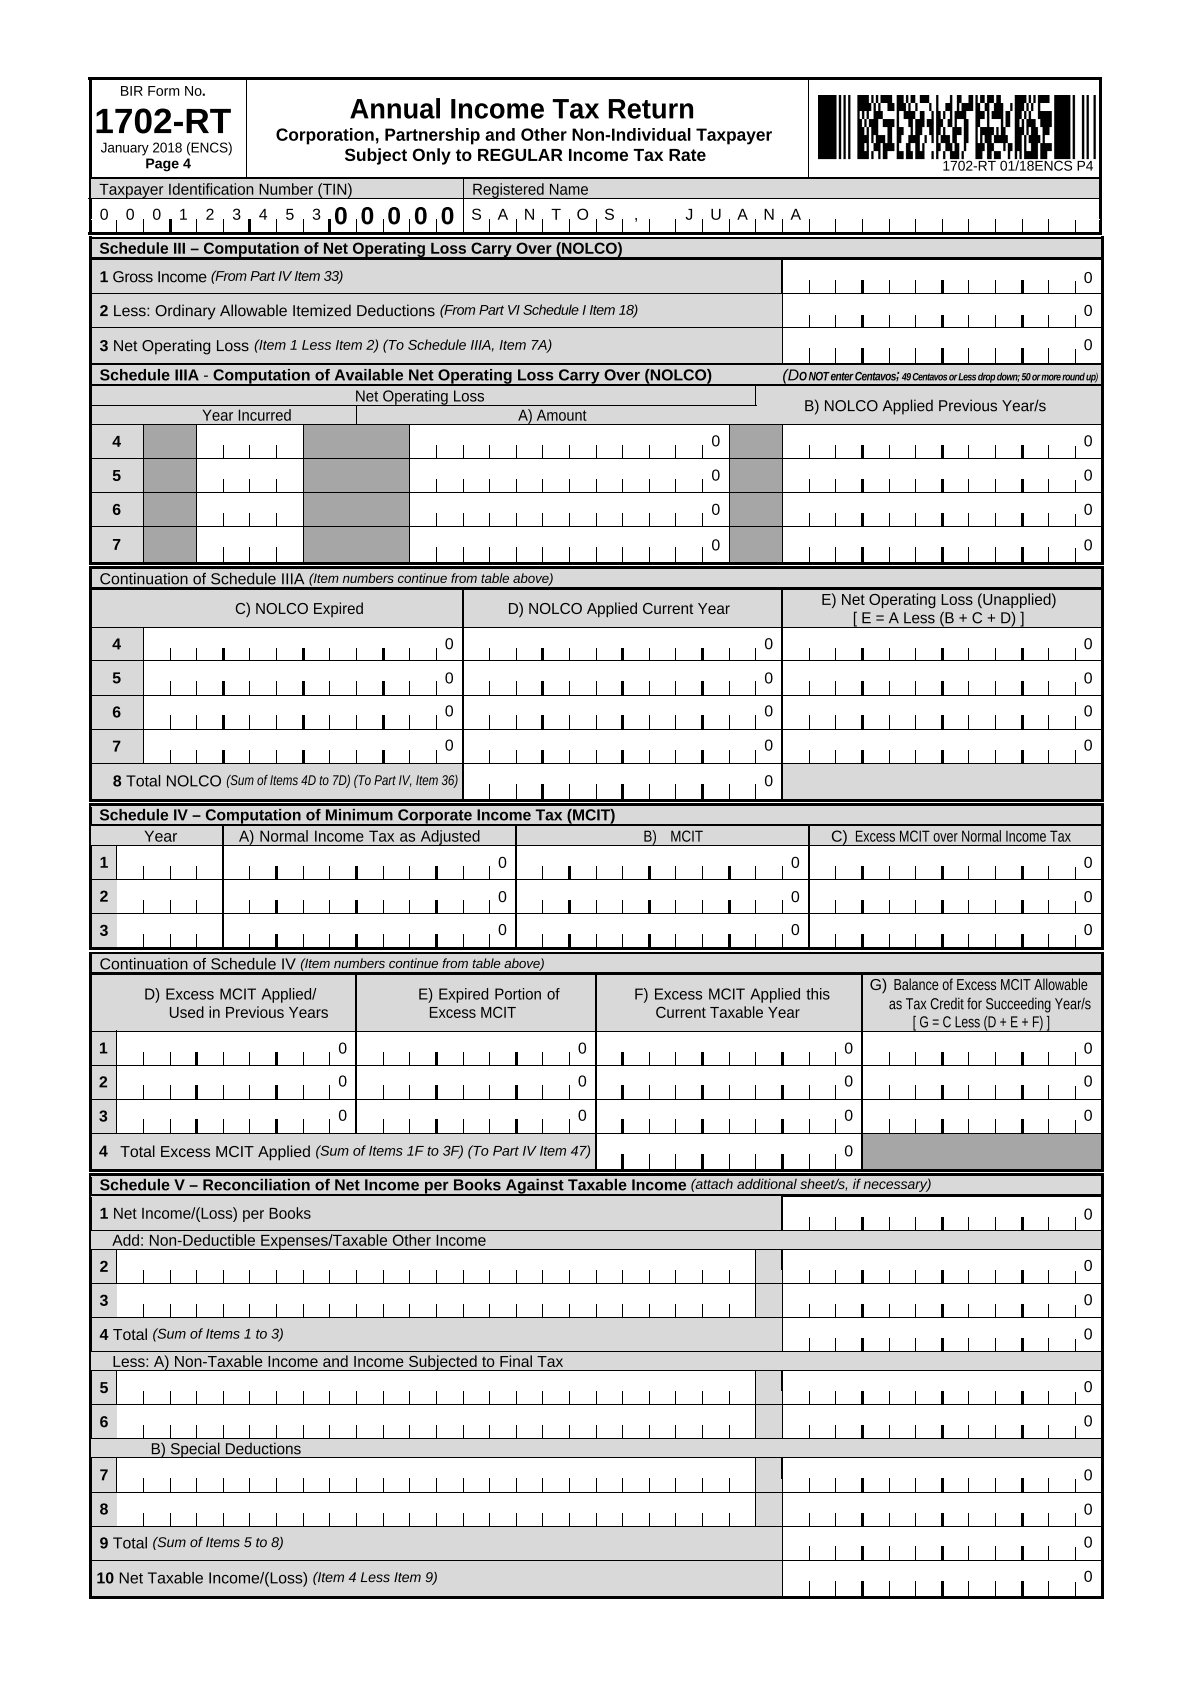 BIR Form No.
1702-RT
January 2018 (ENCS)
Page 4
Annual Income Tax Return
Corporation, Partnership and Other Non-Individual Taxpayer
Subject Only to REGULAR Income Tax Rate
1702-RT 01/18ENCS P4
Taxpayer Identification Number (TIN) Registered Name
0 0 0 1 2 3 4 5 3 0 0 0 0 0 S A N T O S , J U A N A
Schedule III – Computation of Net Operating Loss Carry Over (NOLCO)
1 Gross Income (From Part IV Item 33) 0
2 Less: Ordinary Allowable Itemized Deductions (From Part VI Schedule I Item 18) 0
3 Net Operating Loss (Item 1 Less Item 2) (To Schedule IIIA, Item 7A) 0
Schedule IIIA - Computation of Available Net Operating Loss Carry Over (NOLCO) (DO NOT enter Centavos; 49 Centavos or Less drop down; 50 or more round up)
Net Operating Loss
B) NOLCO Applied Previous Year/s
Year Incurred A) Amount
4 0 0
5 0 0
6 0 0
7 0 0
Continuation of Schedule IIIA (Item numbers continue from table above)
C) NOLCO Expired D) NOLCO Applied Current Year E) Net Operating Loss (Unapplied)
[ E = A Less (B + C + D) ]
4 0 0 0
5 0 0 0
6 0 0 0
7 0 0 0
8 Total NOLCO (Sum of Items 4D to 7D) (To Part IV, Item 36) 0
Schedule IV – Computation of Minimum Corporate Income Tax (MCIT)
Year A) Normal Income Tax as Adjusted B) MCIT C) Excess MCIT over Normal Income Tax
1 0 0 0
2 0 0 0
3 0 0 0
Continuation of Schedule IV (Item numbers continue from table above)
D) Excess MCIT Applied/ E) Expired Portion of F) Excess MCIT Applied this G) Balance of Excess MCIT Allowable
Used in Previous Years Excess MCIT Current Taxable Year as Tax Credit for Succeeding Year/s
[ G = C Less (D + E + F) ]
1 0 0 0 0
2 0 0 0 0
3 0 0 0 0
4 Total Excess MCIT Applied (Sum of Items 1F to 3F) (To Part IV Item 47) 0
Schedule V – Reconciliation of Net Income per Books Against Taxable Income (attach additional sheet/s, if necessary)
1 Net Income/(Loss) per Books 0
Add: Non-Deductible Expenses/Taxable Other Income
2 0
3 0
4 Total (Sum of Items 1 to 3) 0
Less: A) Non-Taxable Income and Income Subjected to Final Tax
5 0
6 0
B) Special Deductions
7 0
8 0
9 Total (Sum of Items 5 to 8) 0
10 Net Taxable Income/(Loss) (Item 4 Less Item 9) 0